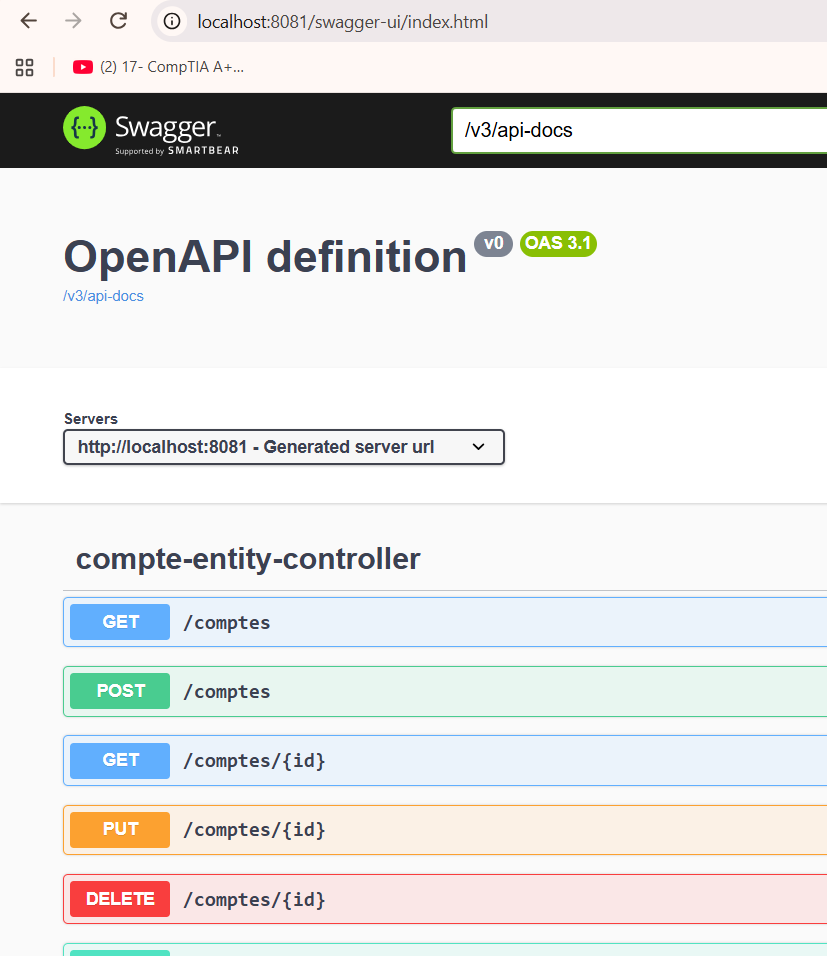 localhost:8081/swagger-ui/index.html
(2) 17- CompTIA A+...
{...} Swagger™
Supported by SMARTBEAR
/v3/api-docs
OpenAPI definition v0 OAS 3.1
/v3/api-docs
Servers
http://localhost:8081 - Generated server url
compte-entity-controller
GET /comptes
POST /comptes
GET /comptes/{id}
PUT /comptes/{id}
DELETE /comptes/{id}